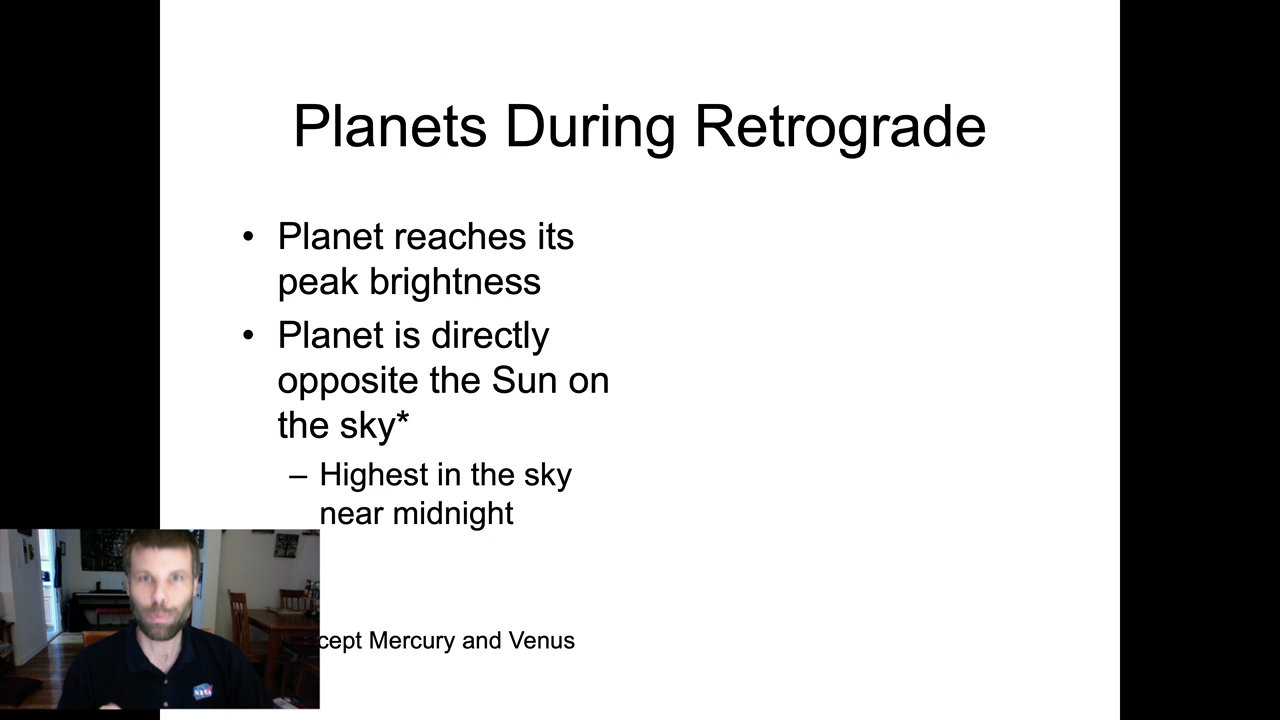 Planets During Retrograde
• Planet reaches its
peak brightness
• Planet is directly
opposite the Sun on
the sky*
– Highest in the sky
near midnight
cept Mercury and Venus
NASA